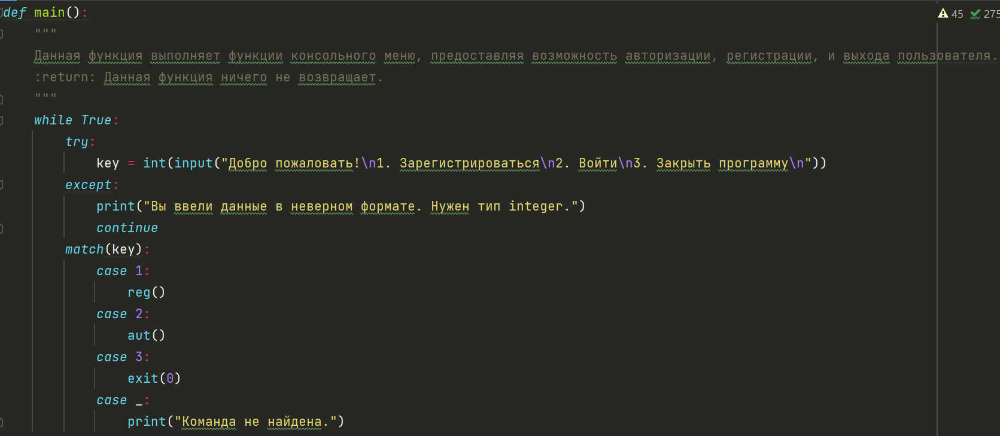 def main():
45 275
"""
Данная функция выполняет функции консольного меню, предоставляя возможность авторизации, регистрации, и выхода пользователя.
:return: Данная функция ничего не возвращает.
"""
while True:
try:
key = int(input("Добро пожаловать!\n1. Зарегистрироваться\n2. Войти\n3. Закрыть программу\n"))
except:
print("Вы ввели данные в неверном формате. Нужен тип integer.")
continue
match(key):
case 1:
reg()
case 2:
aut()
case 3:
exit(0)
case _:
print("Команда не найдена.")